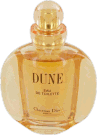 DUNE
EAU
DE TOILETTE
Christian Dior